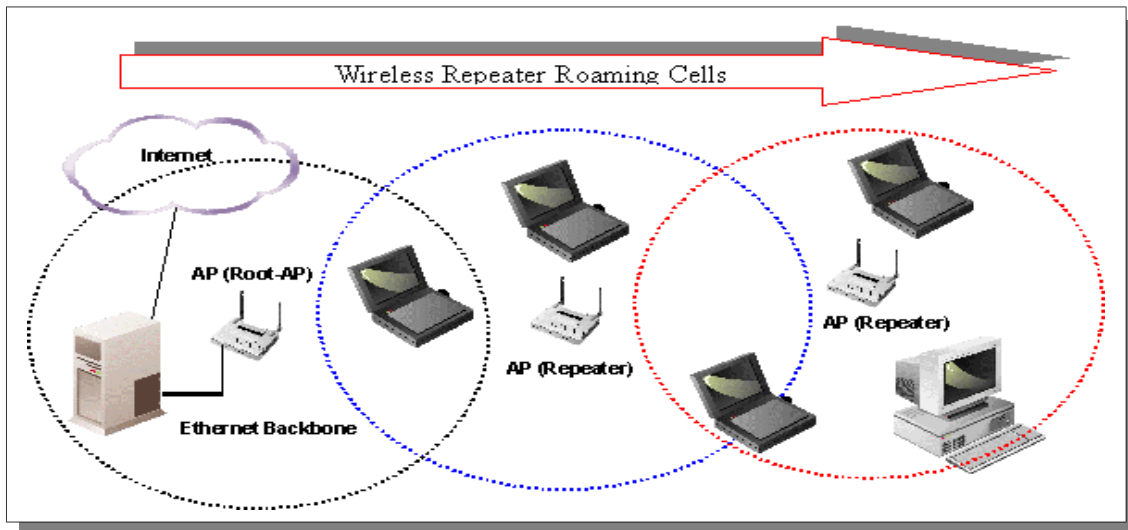 Wireless Repeater Roaming Cells
Internet
AP (Root-AP)
Ethernet Backbone
AP (Repeater)
AP (Repeater)